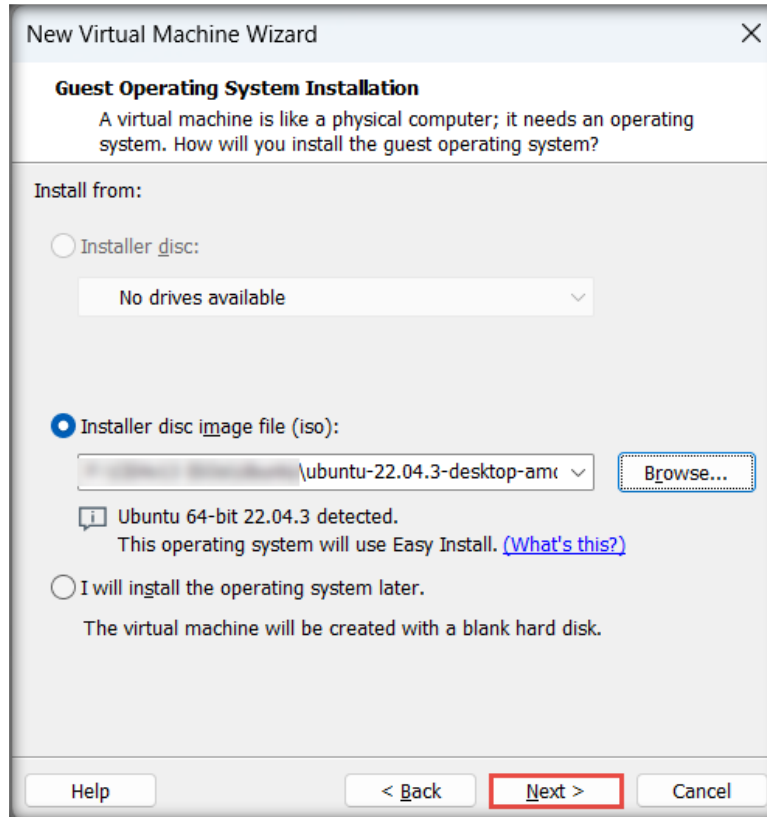 New Virtual Machine Wizard
Guest Operating System Installation
A virtual machine is like a physical computer; it needs an operating
system. How will you install the guest operating system?
Install from:
Installer disc:
No drives available
Installer disc image file (iso):
\ubuntu-22.04.3-desktop-amd
Browse...
Ubuntu 64-bit 22.04.3 detected.
This operating system will use Easy Install. (What's this?)
I will install the operating system later.
The virtual machine will be created with a blank hard disk.
Help
< Back
Next >
Cancel